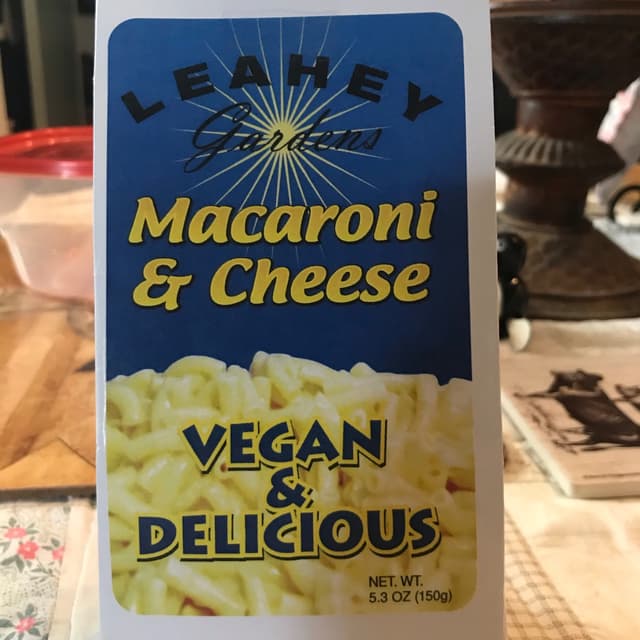 LEAHEY
Gardens
Macaroni
& Cheese
VEGAN
&
DELICIOUS
NET. WT.
5.3 OZ (150g)